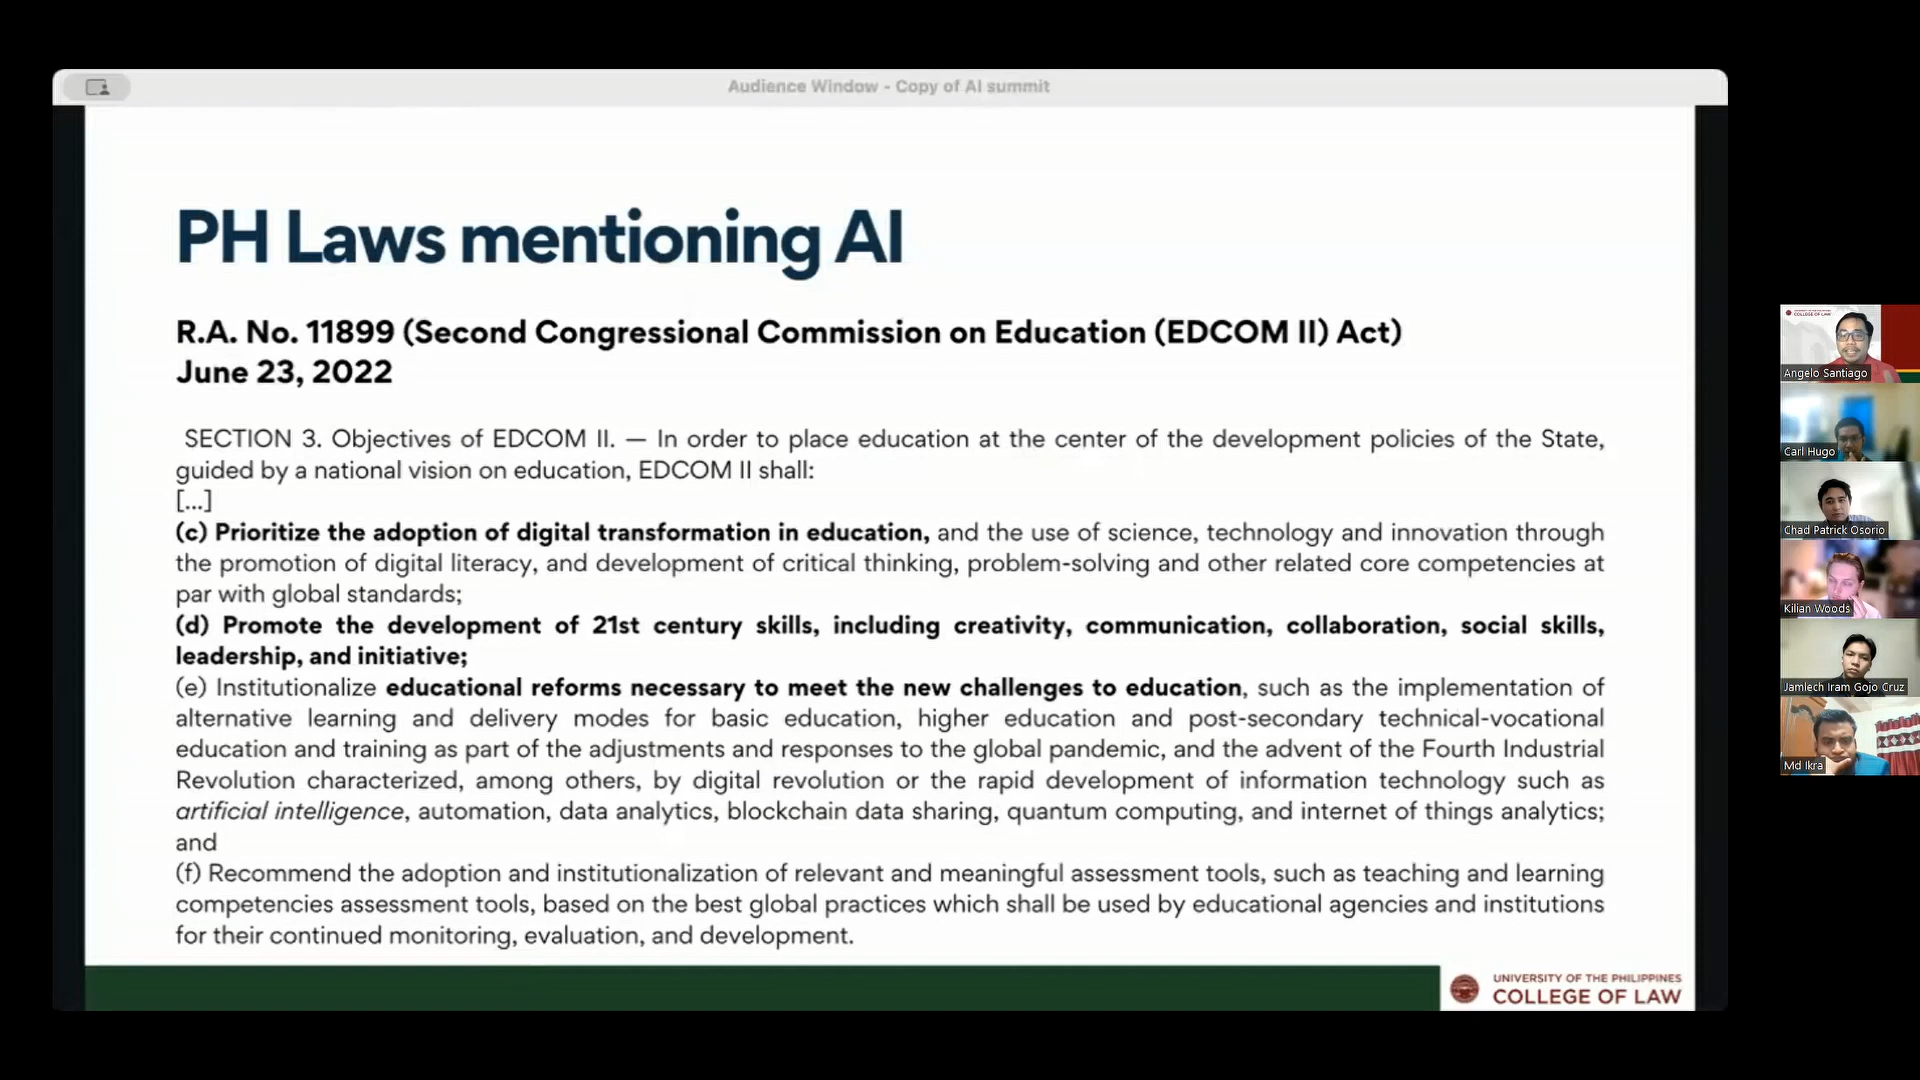 Audience Window - Copy of AI summit
PH Laws mentioning AI
R.A. No. 11899 (Second Congressional Commission on Education (EDCOM II) Act)
June 23, 2022
SECTION 3. Objectives of EDCOM II. — In order to place education at the center of the development policies of the State,
guided by a national vision on education, EDCOM II shall:
[...]
(c) Prioritize the adoption of digital transformation in education, and the use of science, technology and innovation through
the promotion of digital literacy, and development of critical thinking, problem-solving and other related core competencies at
par with global standards;
(d) Promote the development of 21st century skills, including creativity, communication, collaboration, social skills,
leadership, and initiative;
(e) Institutionalize educational reforms necessary to meet the new challenges to education, such as the implementation of
alternative learning and delivery modes for basic education, higher education and post-secondary technical-vocational
education and training as part of the adjustments and responses to the global pandemic, and the advent of the Fourth Industrial
Revolution characterized, among others, by digital revolution or the rapid development of information technology such as
artificial intelligence, automation, data analytics, blockchain data sharing, quantum computing, and internet of things analytics;
and
(f) Recommend the adoption and institutionalization of relevant and meaningful assessment tools, such as teaching and learning
competencies assessment tools, based on the best global practices which shall be used by educational agencies and institutions
for their continued monitoring, evaluation, and development.
UNIVERSITY OF THE PHILIPPINES
COLLEGE OF LAW
COLLEGE OF LAW
Angelo Santiago
Carl Hugo
Chad Patrick Osorio
Kilian Woods
Jamlech Iram Gojo Cruz
Md Ikra